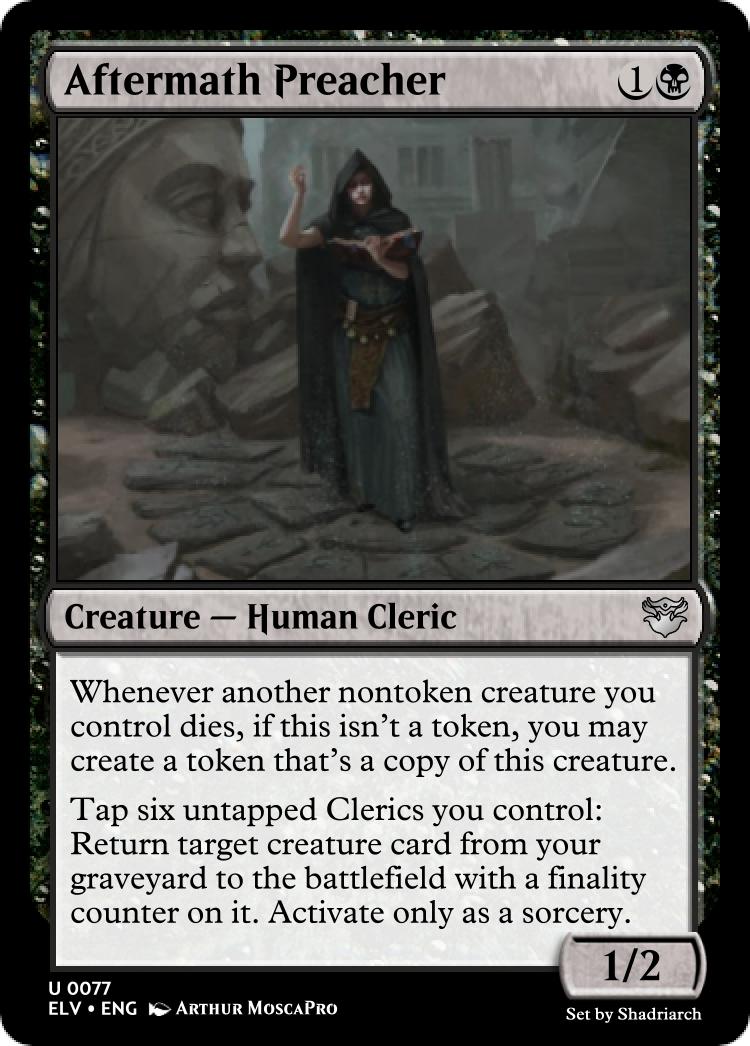 Aftermath Preacher
1
Creature — Human Cleric
Whenever another nontoken creature you
control dies, if this isn't a token, you may
create a token that's a copy of this creature.
Tap six untapped Clerics you control:
Return target creature card from your
graveyard to the battlefield with a finality
counter on it. Activate only as a sorcery.
1/2
U 0077
ELV • ENG Arthur MoscaPro
Set by Shadriarch